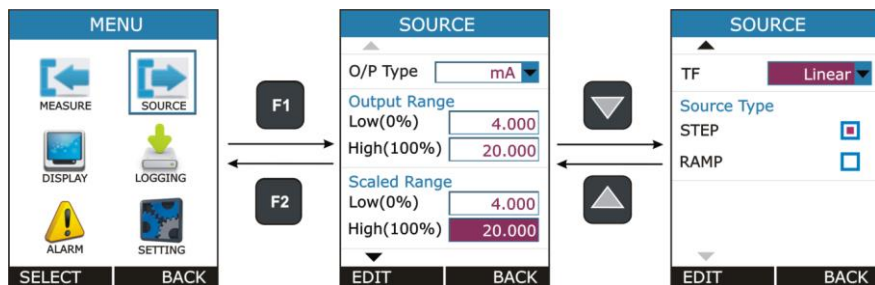 MENU
MEASURE
SOURCE
DISPLAY
LOGGING
ALARM
SETTING
SELECT BACK
F1
F2
SOURCE
O/P Type mA
Output Range
Low(0%) 4.000
High(100%) 20.000
Scaled Range
Low(0%) 4.000
High(100%) 20.000
EDIT BACK
SOURCE
TF Linear
Source Type
STEP
RAMP
EDIT BACK